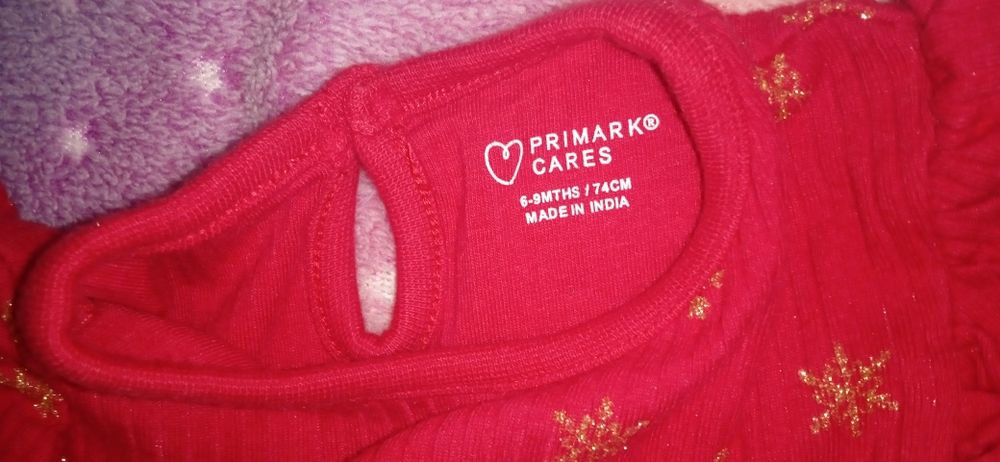 PRIMARK®
CARES
6-9MTHS / 74CM
MADE IN INDIA